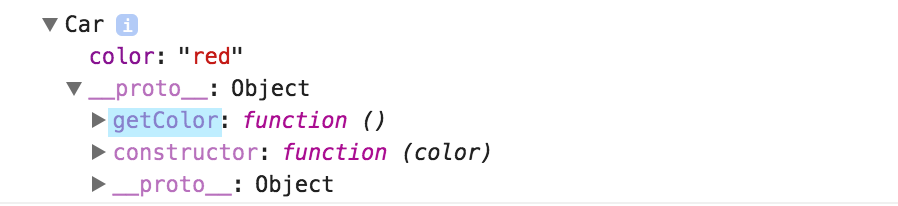 ▼ Car i
color: "red"
▼ __proto__: Object
▶ getColor: function ()
▶ constructor: function (color)
▶ __proto__: Object